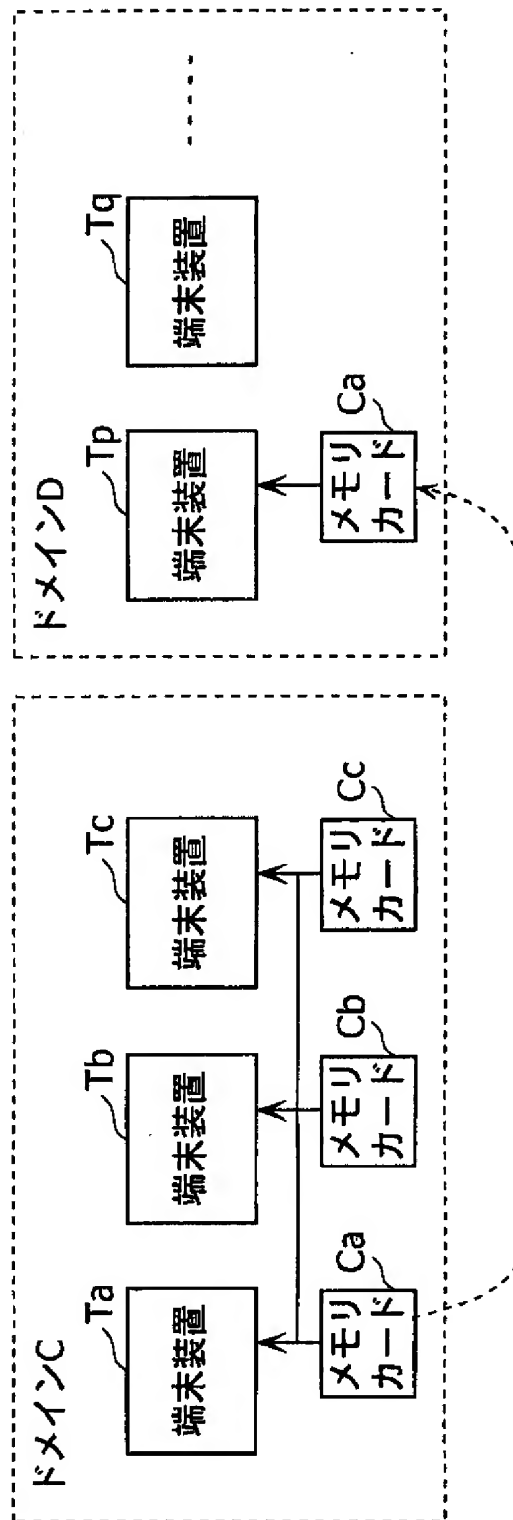 ドメインC
Ta
端末装置
Tb
端末装置
Tc
端末装置
Ca
メモリ
カード
Cb
メモリ
カード
Cc
メモリ
カード
ドメインD
Tp
端末装置
Tq
端末装置
Ca
メモリ
カード